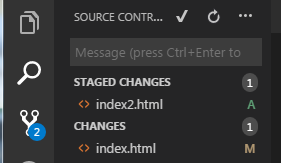 SOURCE CONTR...
Message (press Ctrl+Enter to
STAGED CHANGES 1
index2.html A
2
CHANGES 1
index.html M